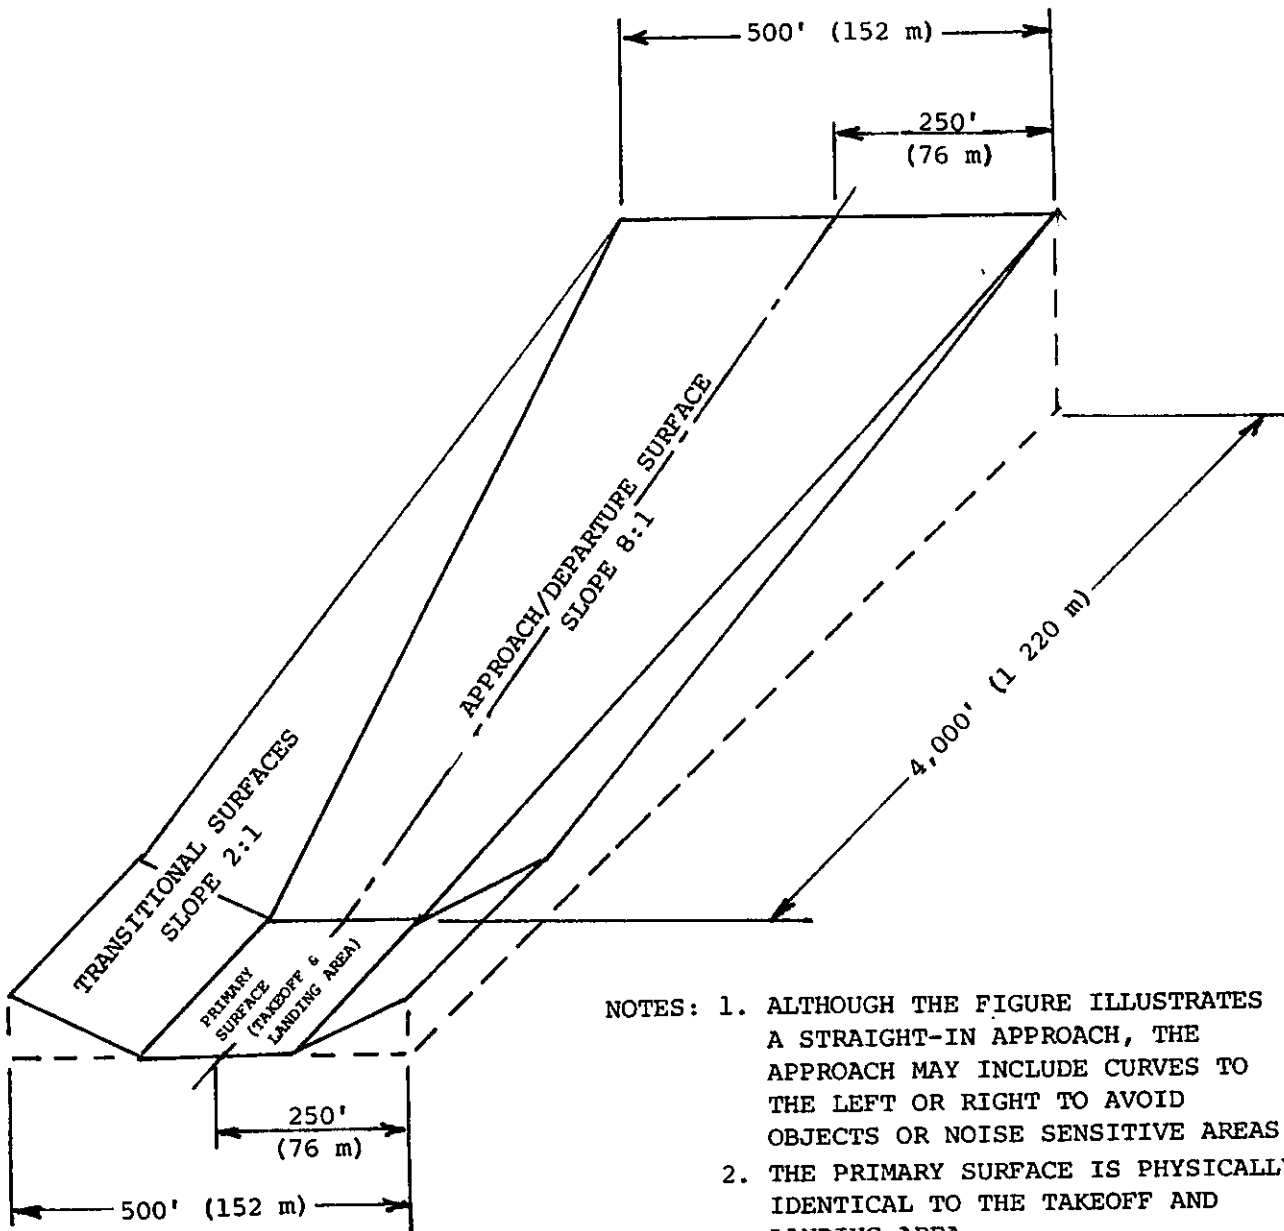 500' (152 m)
250'
(76 m)
APPROACH/DEPARTURE SURFACE
SLOPE 8:1
4,000' (1 220 m)
TRANSITIONAL SURFACES
SLOPE 2:1
PRIMARY
SURFACE
(TAKEOFF &
LANDING AREA)
250'
(76 m)
500' (152 m)
NOTES: 1. ALTHOUGH THE FIGURE ILLUSTRATES
A STRAIGHT-IN APPROACH, THE
APPROACH MAY INCLUDE CURVES TO
THE LEFT OR RIGHT TO AVOID
OBJECTS OR NOISE SENSITIVE AREAS
2. THE PRIMARY SURFACE IS PHYSICALLY
IDENTICAL TO THE TAKEOFF AND
LANDING AREA